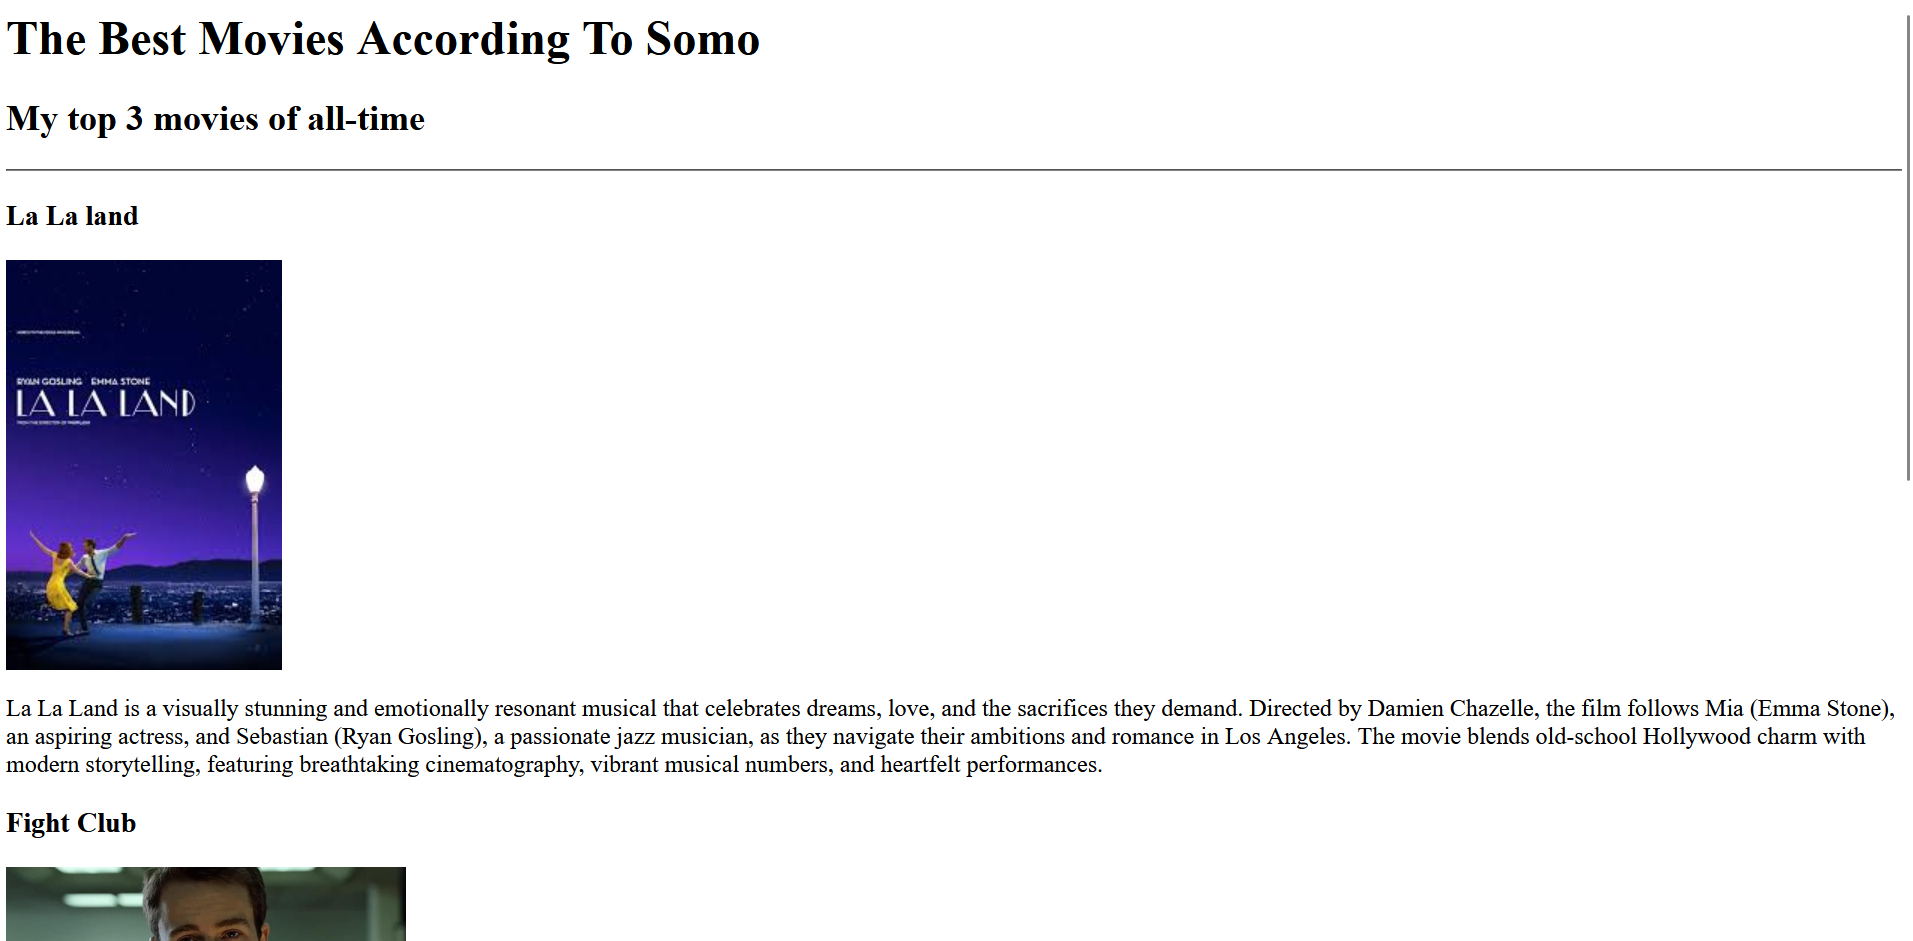 The Best Movies According To Somo
My top 3 movies of all-time
La La land
RYAN GOSLING EMMA STONE
LA LA LAND
La La Land is a visually stunning and emotionally resonant musical that celebrates dreams, love, and the sacrifices they demand. Directed by Damien Chazelle, the film follows Mia (Emma Stone),
an aspiring actress, and Sebastian (Ryan Gosling), a passionate jazz musician, as they navigate their ambitions and romance in Los Angeles. The movie blends old-school Hollywood charm with
modern storytelling, featuring breathtaking cinematography, vibrant musical numbers, and heartfelt performances.
Fight Club